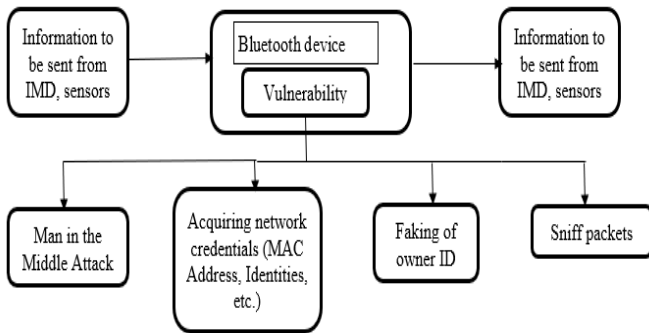 Information to
be sent from
IMD, sensors
Bluetooth device
Vulnerability
Information to
be sent from
IMD, sensors
Man in the
Middle Attack
Acquiring network
credentials (MAC
Address, Identities,
etc.)
Faking of
owner ID
Sniff packets